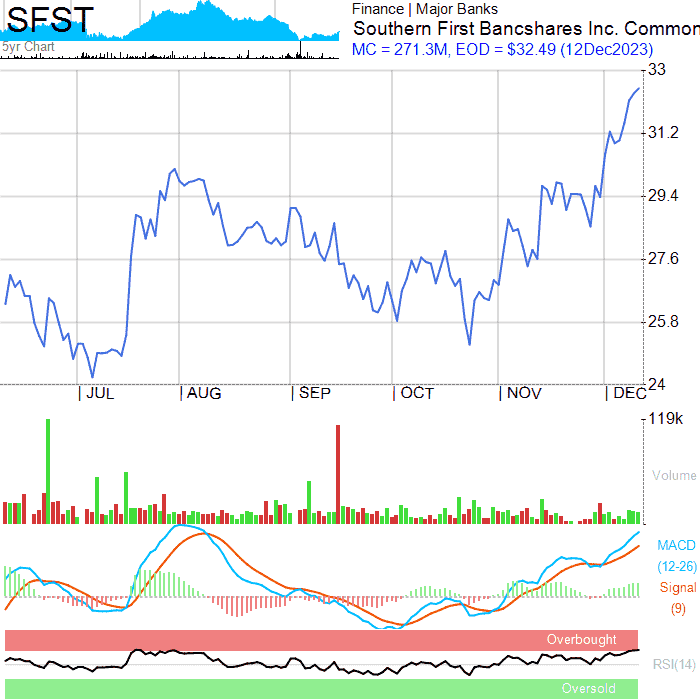 SFST
5yr Chart
Finance | Major Banks
Southern First Bancshares Inc. Common
MC = 271.3M, EOD = $32.49 (12Dec2023)
33
31.2
29.4
27.6
25.8
24
| JUL | AUG | SEP | OCT | NOV | DEC
119k
Volume
MACD
(12-26)
Signal
(9)
Overbought
RSI(14)
Oversold